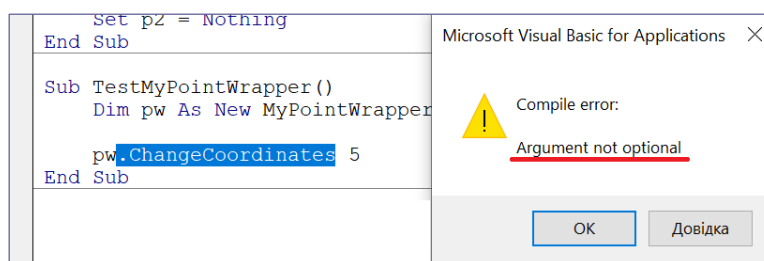 Set p2 = Nothing
End Sub
Sub TestMyPointWrapper()
Dim pw As New MyPointWrapper
pw.ChangeCoordinates 5
End Sub
Microsoft Visual Basic for Applications
Compile error:
Argument not optional
OK
Довідка